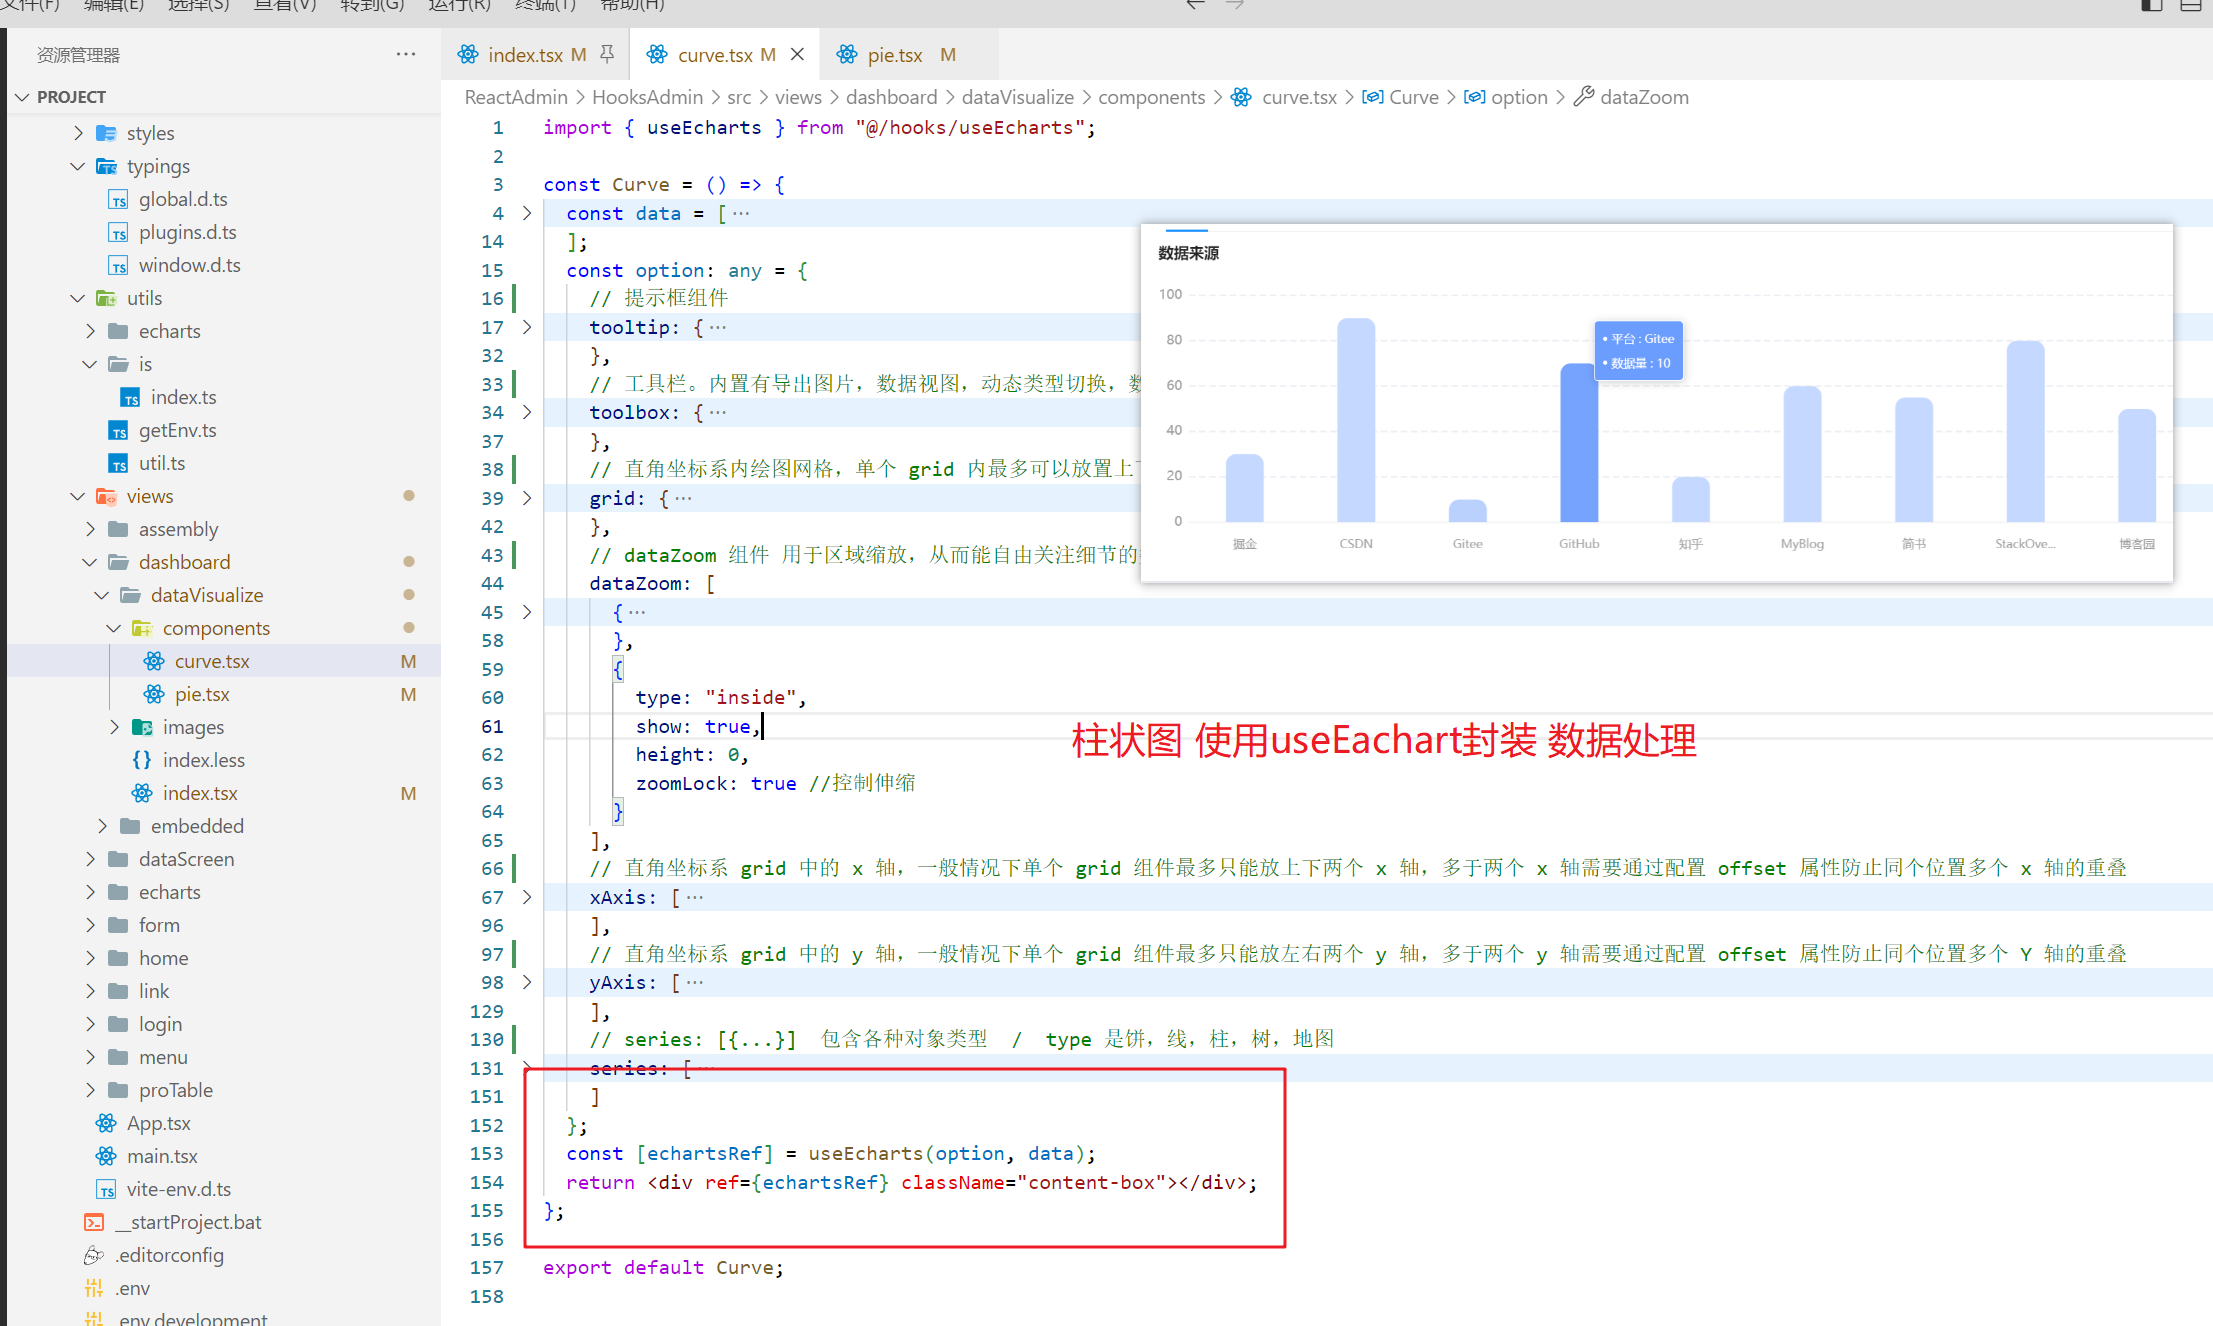 文件(F) 编辑(E) 选择(S) 查看(V) 转到(G) 运行(R) 终端(T) 帮助(H)
资源管理器 ···
PROJECT
styles
typings
global.d.ts
plugins.d.ts
window.d.ts
utils
echarts
is
index.ts
getEnv.ts
util.ts
views
assembly
dashboard
dataVisualize
components
curve.tsx M
pie.tsx M
images
index.less
index.tsx M
embedded
dataScreen
echarts
form
home
link
login
menu
proTable
App.tsx
main.tsx
vite-env.d.ts
__startProject.bat
.editorconfig
.env
.env.development
index.tsx M curve.tsx M pie.tsx M
ReactAdmin > HooksAdmin > src > views > dashboard > dataVisualize > components > curve.tsx > Curve > option > dataZoom
1 import { useEcharts } from "@/hooks/useEcharts";
2
3 const Curve = () => {
4 const data = [ ···
14 ];
15 const option: any = {
16 // 提示框组件
17 tooltip: { ···
32 },
33 // 工具栏。内置有导出图片，数据视图，动态类型切换，数
34 toolbox: { ···
37 },
38 // 直角坐标系内绘图网格，单个 grid 内最多可以放置上
39 grid: { ···
42 },
43 // dataZoom 组件 用于区域缩放，从而能自由关注细节的
44 dataZoom: [
45 { ···
58 },
59 {
60 type: "inside",
61 show: true,
62 height: 0,
63 zoomLock: true //控制伸缩
64 }
65 ],
66 // 直角坐标系 grid 中的 x 轴，一般情况下单个 grid 组件最多只能放上下两个 x 轴，多于两个 x 轴需要通过配置 offset 属性防止同个位置多个 x 轴的重叠
67 xAxis: [ ···
96 ],
97 // 直角坐标系 grid 中的 y 轴，一般情况下单个 grid 组件最多只能放左右两个 y 轴，多于两个 y 轴需要通过配置 offset 属性防止同个位置多个 Y 轴的重叠
98 yAxis: [ ···
129 ],
130 // series: [{...}] 包含各种对象类型 / type 是饼，线，柱，树，地图
131 series: [ ···
151 ]
152 };
153 const [echartsRef] = useEcharts(option, data);
154 return <div ref={echartsRef} className="content-box"></div>;
155 };
156
157 export default Curve;
158
数据来源
100
80
60
40
20
0
平台 : Gitee
数据量 : 10
掘金 CSDN Gitee GitHub 知乎 MyBlog 简书 StackOve... 博客园
柱状图 使用useEachart封装 数据处理